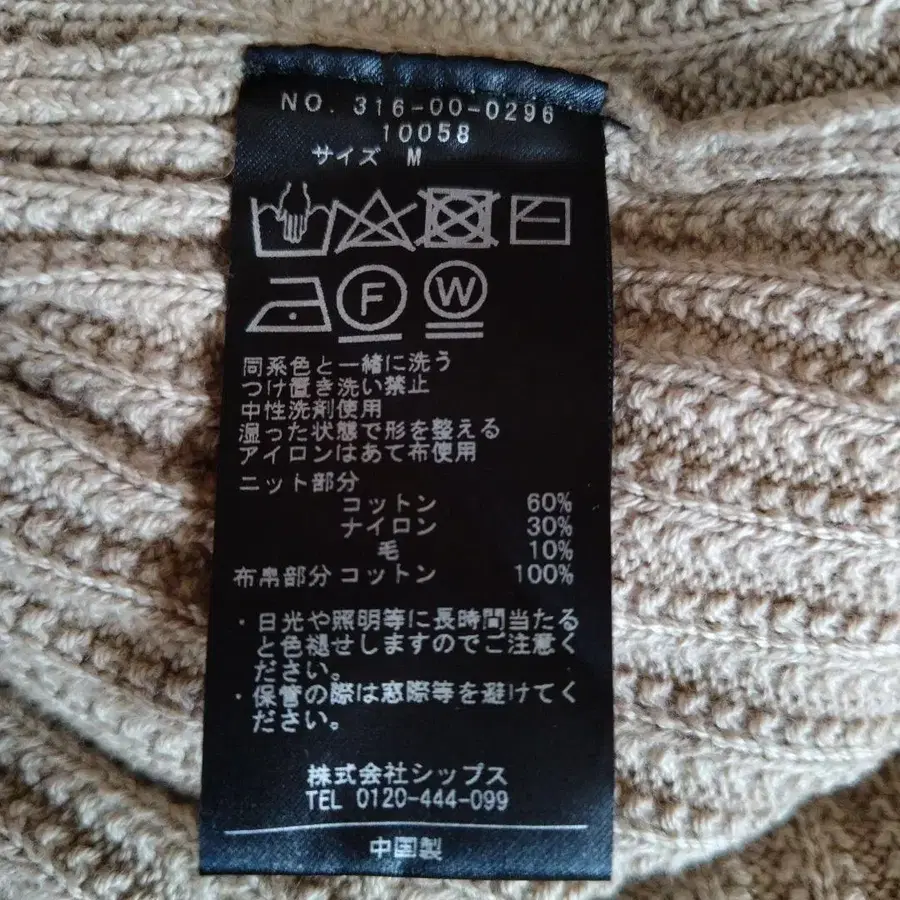 NO. 316-00-0296
10058
サイズ M
F W
同系色と一緒に洗う
つけ置き洗い禁止
中性洗剤使用
湿った状態で形を整える
アイロンはあて布使用
ニット部分
コットン 60%
ナイロン 30%
毛 10%
布帛部分 コットン 100%
・日光や照明等に長時間当たる
と色褪せしますのでご注意く
ださい。
・保管の際は窓際等を避けてく
ださい。
株式会社シップス
TEL 0120-444-099
中国製